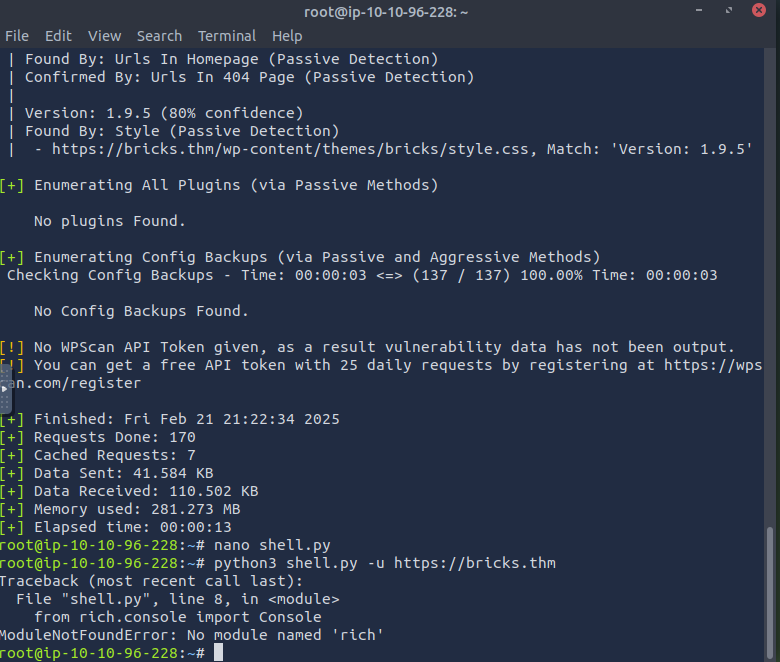 root@ip-10-10-96-228: ~
File Edit View Search Terminal Help
| Found By: Urls In Homepage (Passive Detection)
| Confirmed By: Urls In 404 Page (Passive Detection)
|
| Version: 1.9.5 (80% confidence)
| Found By: Style (Passive Detection)
|  - https://bricks.thm/wp-content/themes/bricks/style.css, Match: 'Version: 1.9.5'
[+] Enumerating All Plugins (via Passive Methods)
No plugins Found.
[+] Enumerating Config Backups (via Passive and Aggressive Methods)
Checking Config Backups - Time: 00:00:03 <=> (137 / 137) 100.00% Time: 00:00:03
No Config Backups Found.
[!] No WPScan API Token given, as a result vulnerability data has not been output.
[!] You can get a free API token with 25 daily requests by registering at https://wps
an.com/register
[+] Finished: Fri Feb 21 21:22:34 2025
[+] Requests Done: 170
[+] Cached Requests: 7
[+] Data Sent: 41.584 KB
[+] Data Received: 110.502 KB
[+] Memory used: 281.273 MB
[+] Elapsed time: 00:00:13
root@ip-10-10-96-228:~# nano shell.py
root@ip-10-10-96-228:~# python3 shell.py -u https://bricks.thm
Traceback (most recent call last):
File "shell.py", line 8, in <module>
from rich.console import Console
ModuleNotFoundError: No module named 'rich'
root@ip-10-10-96-228:~#